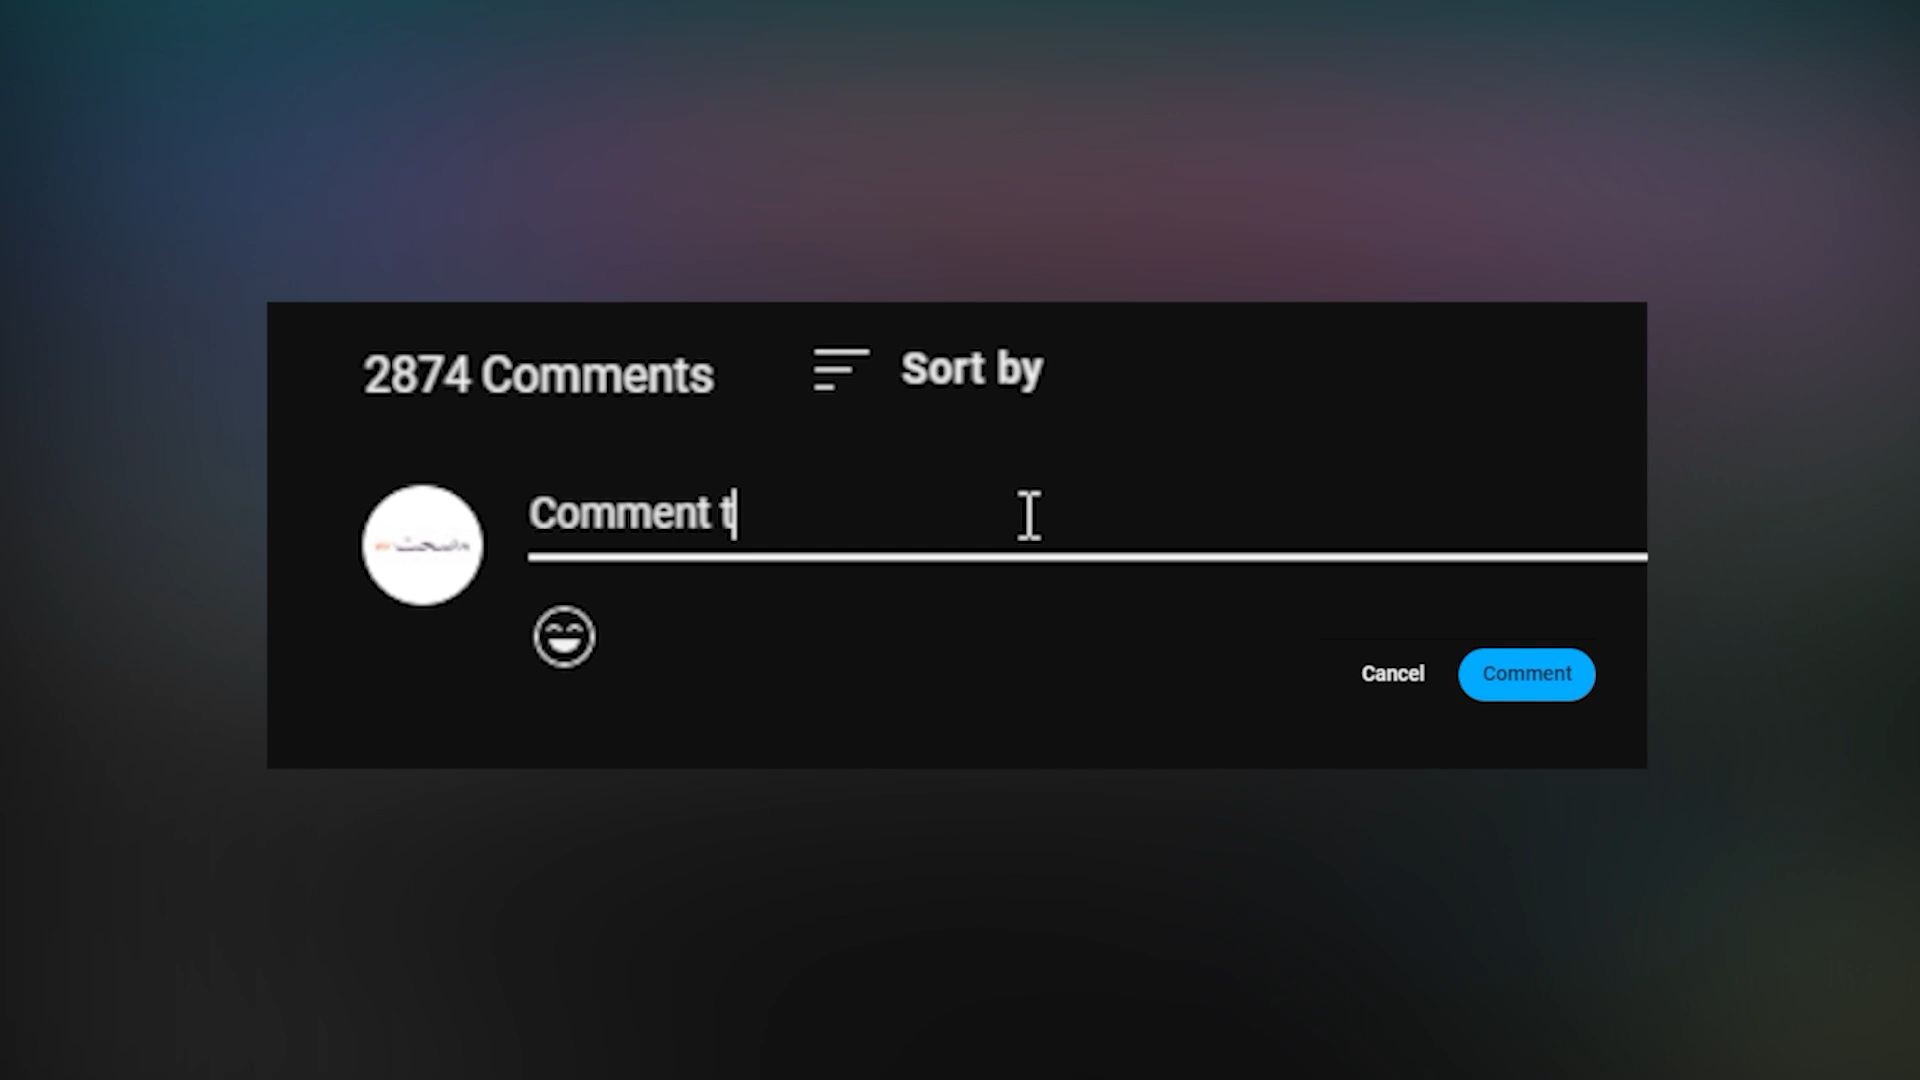 2874 Comments
Sort by
Comment t
Cancel
Comment